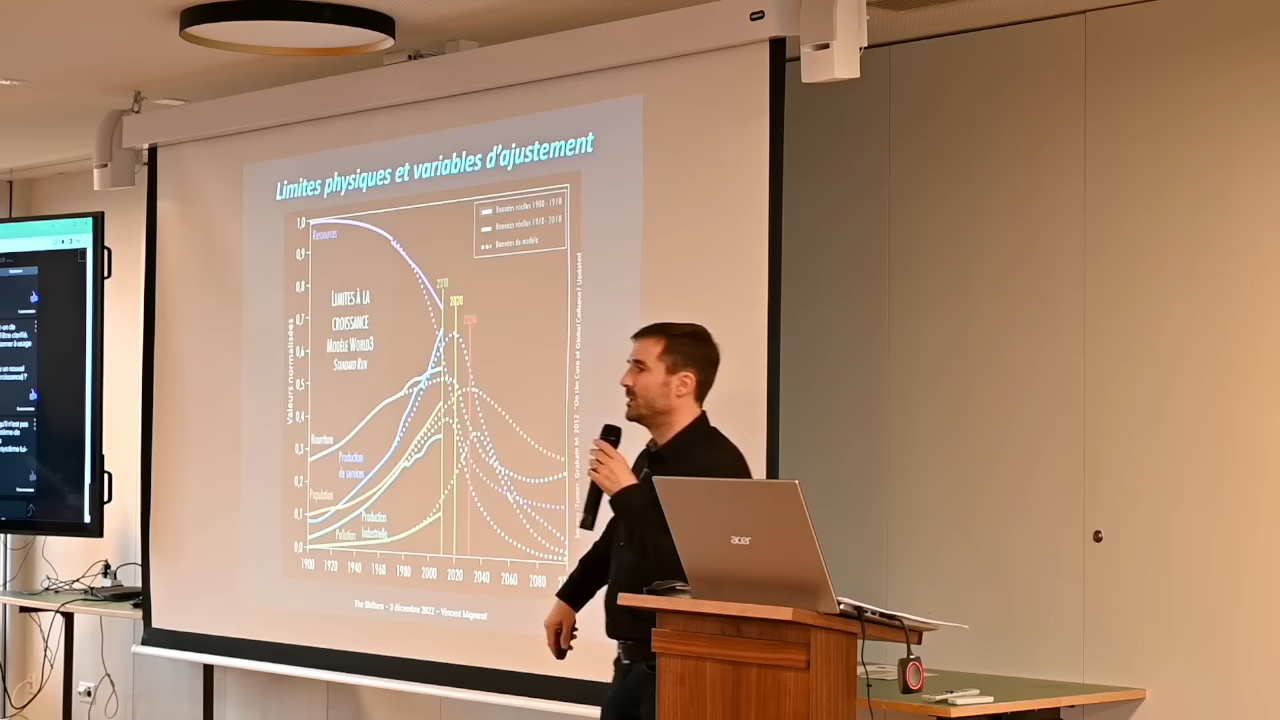 Limites physiques et variables d'ajustement
Données réelles 1900 - 1970
Données réelles 1970 - 2010
Données du modèle
1,0
0,9
0,8
0,7
0,6
0,5
0,4
0,3
0,2
0,1
0,0
Valeurs normalisées
Ressources
LIMITES À LA
CROISSANCE
MODÈLE WORLD3
STANDARD RUN
2010
2020
2030
Nourriture
Production
de services
Population
Production
industrielle
Pollution
1900 1920 1940 1960 1980 2000 2020 2040 2060 2080
Turner, Graham M. 2012. "On the Cusp of Global Collapse? Updated
The Shifters - 3 décembre 2022 - Vincent Mignerot
acer